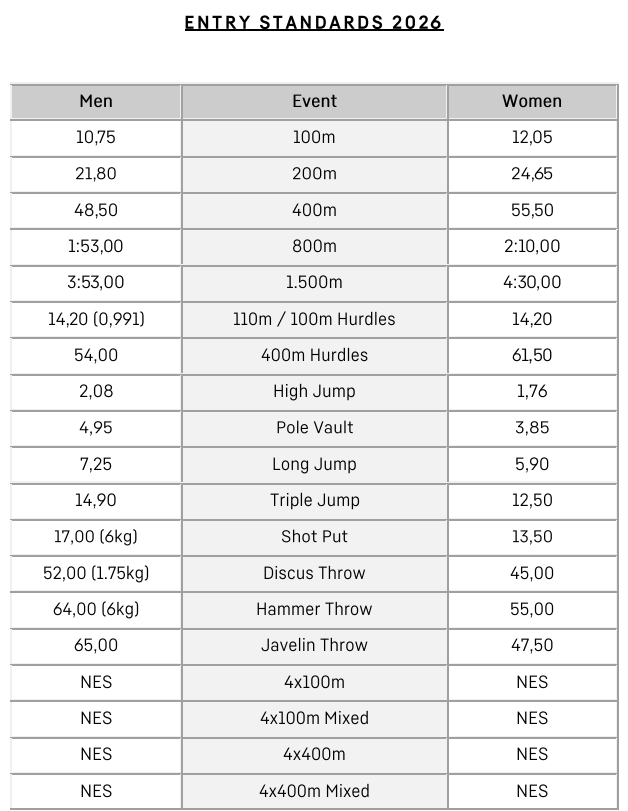 ENTRY STANDARDS 2026
Men Event Women
10,75 100m 12,05
21,80 200m 24,65
48,50 400m 55,50
1:53,00 800m 2:10,00
3:53,00 1.500m 4:30,00
14,20 (0,991) 110m / 100m Hurdles 14,20
54,00 400m Hurdles 61,50
2,08 High Jump 1,76
4,95 Pole Vault 3,85
7,25 Long Jump 5,90
14,90 Triple Jump 12,50
17,00 (6kg) Shot Put 13,50
52,00 (1.75kg) Discus Throw 45,00
64,00 (6kg) Hammer Throw 55,00
65,00 Javelin Throw 47,50
NES 4x100m NES
NES 4x100m Mixed NES
NES 4x400m NES
NES 4x400m Mixed NES